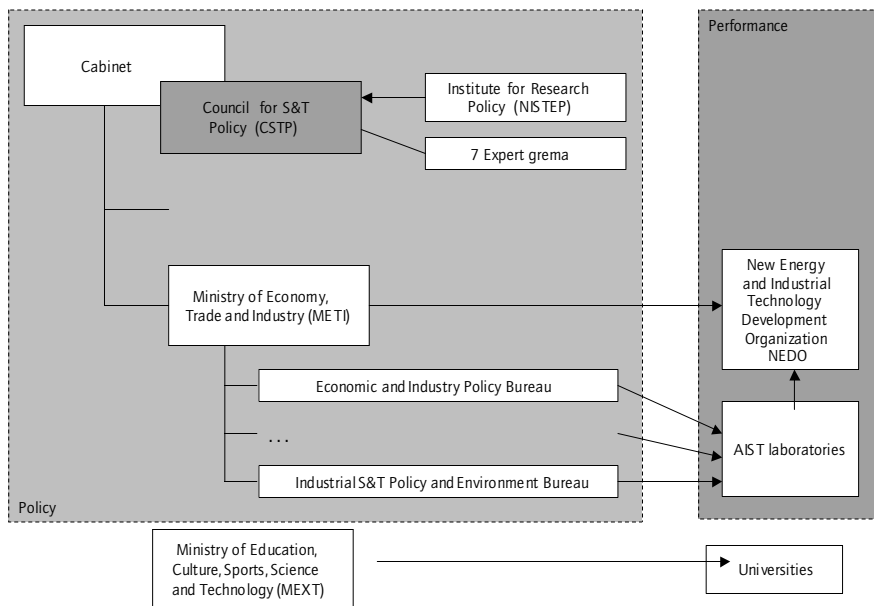 Performance
Cabinet
Council for S&T
Policy (CSTP)
Institute for Research
Policy (NISTEP)
7 Expert grema
Ministry of Economy,
Trade and Industry (METI)
New Energy
and Industrial
Technology
Development
Organization
NEDO
Economic and Industry Policy Bureau
...
AIST laboratories
Industrial S&T Policy and Environment Bureau
Policy
Ministry of Education,
Culture, Sports, Science
and Technology (MEXT)
Universities